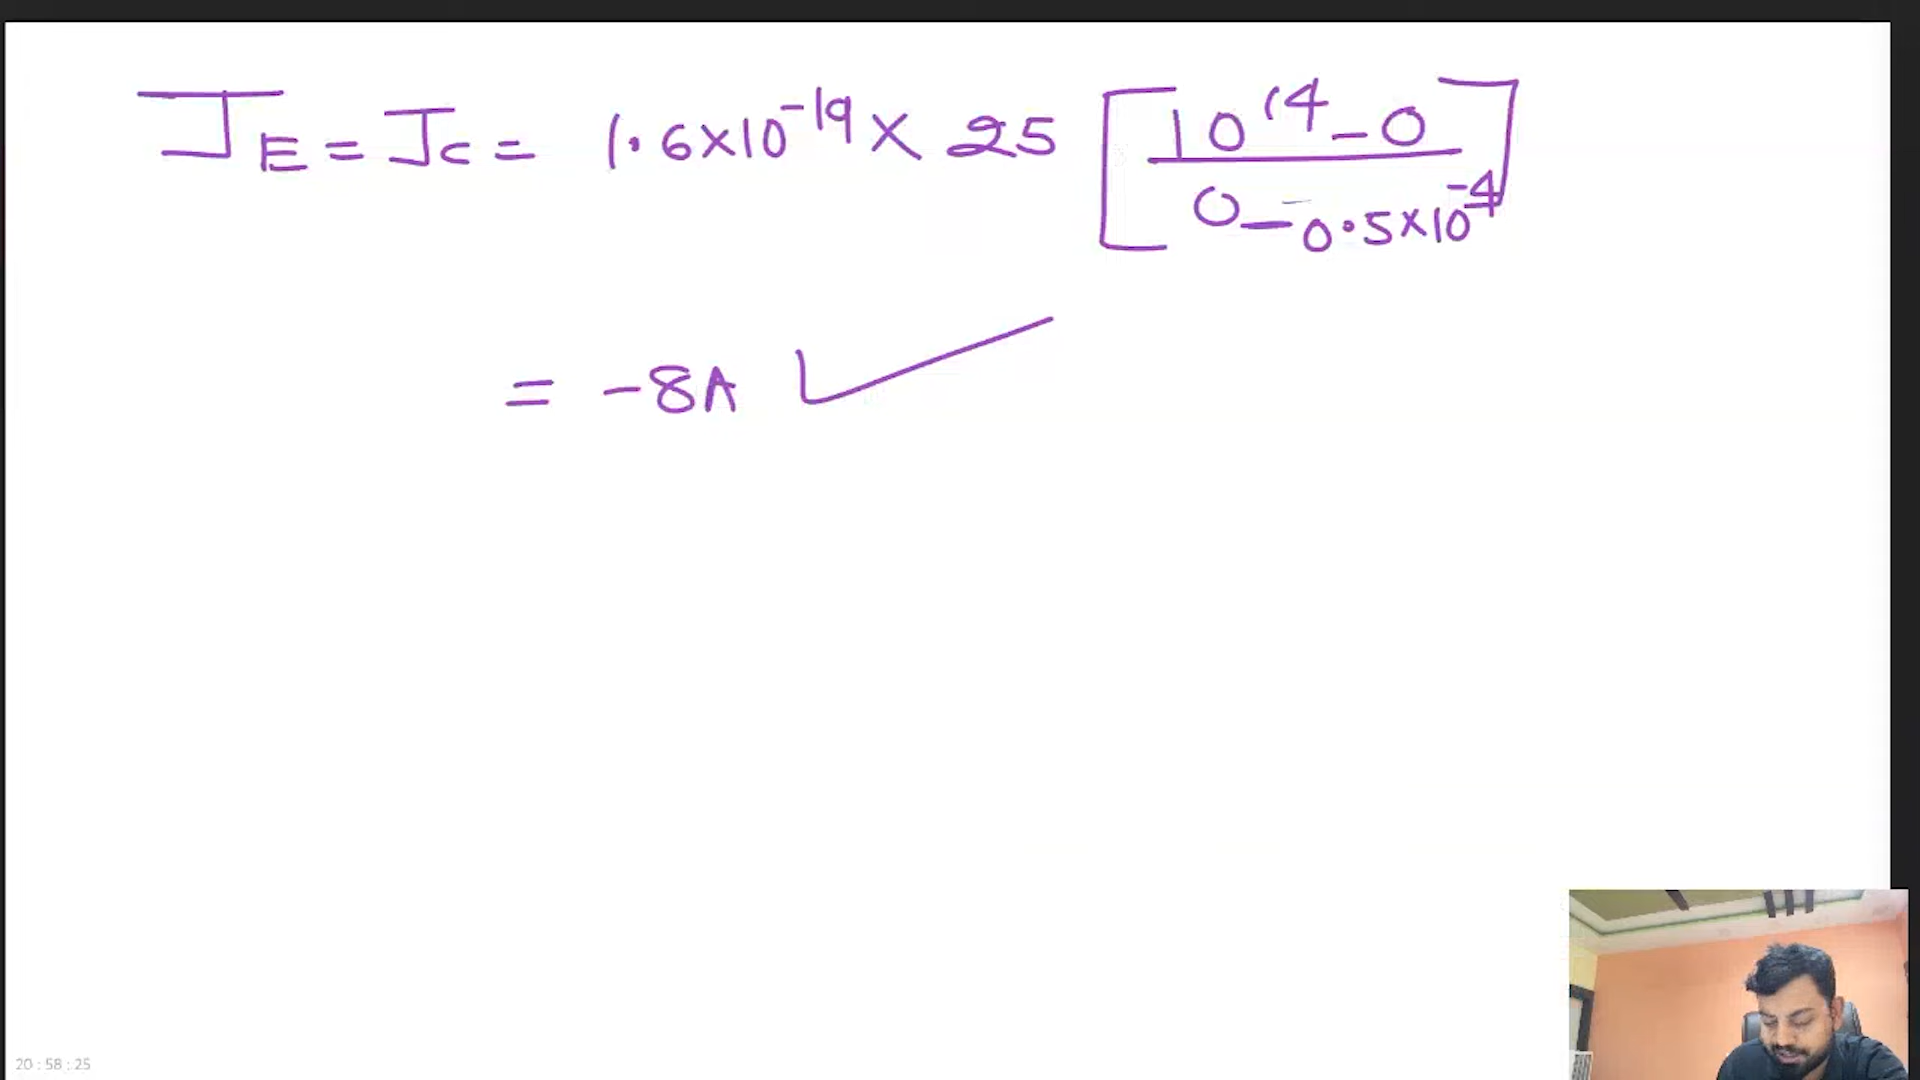 J_E = J_C = 1.6×10^-19 × 25 [ (10^14 - 0) / (0 - 0.5×10^-4) ]
= -8A ✓
20 : 58 : 25